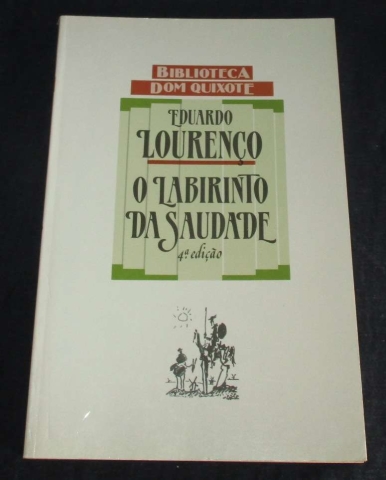 BIBLIOTECA
DOM QUIXOTE
EDUARDO
LOURENÇO
O LABIRINTO
DA SAUDADE
4ª edição